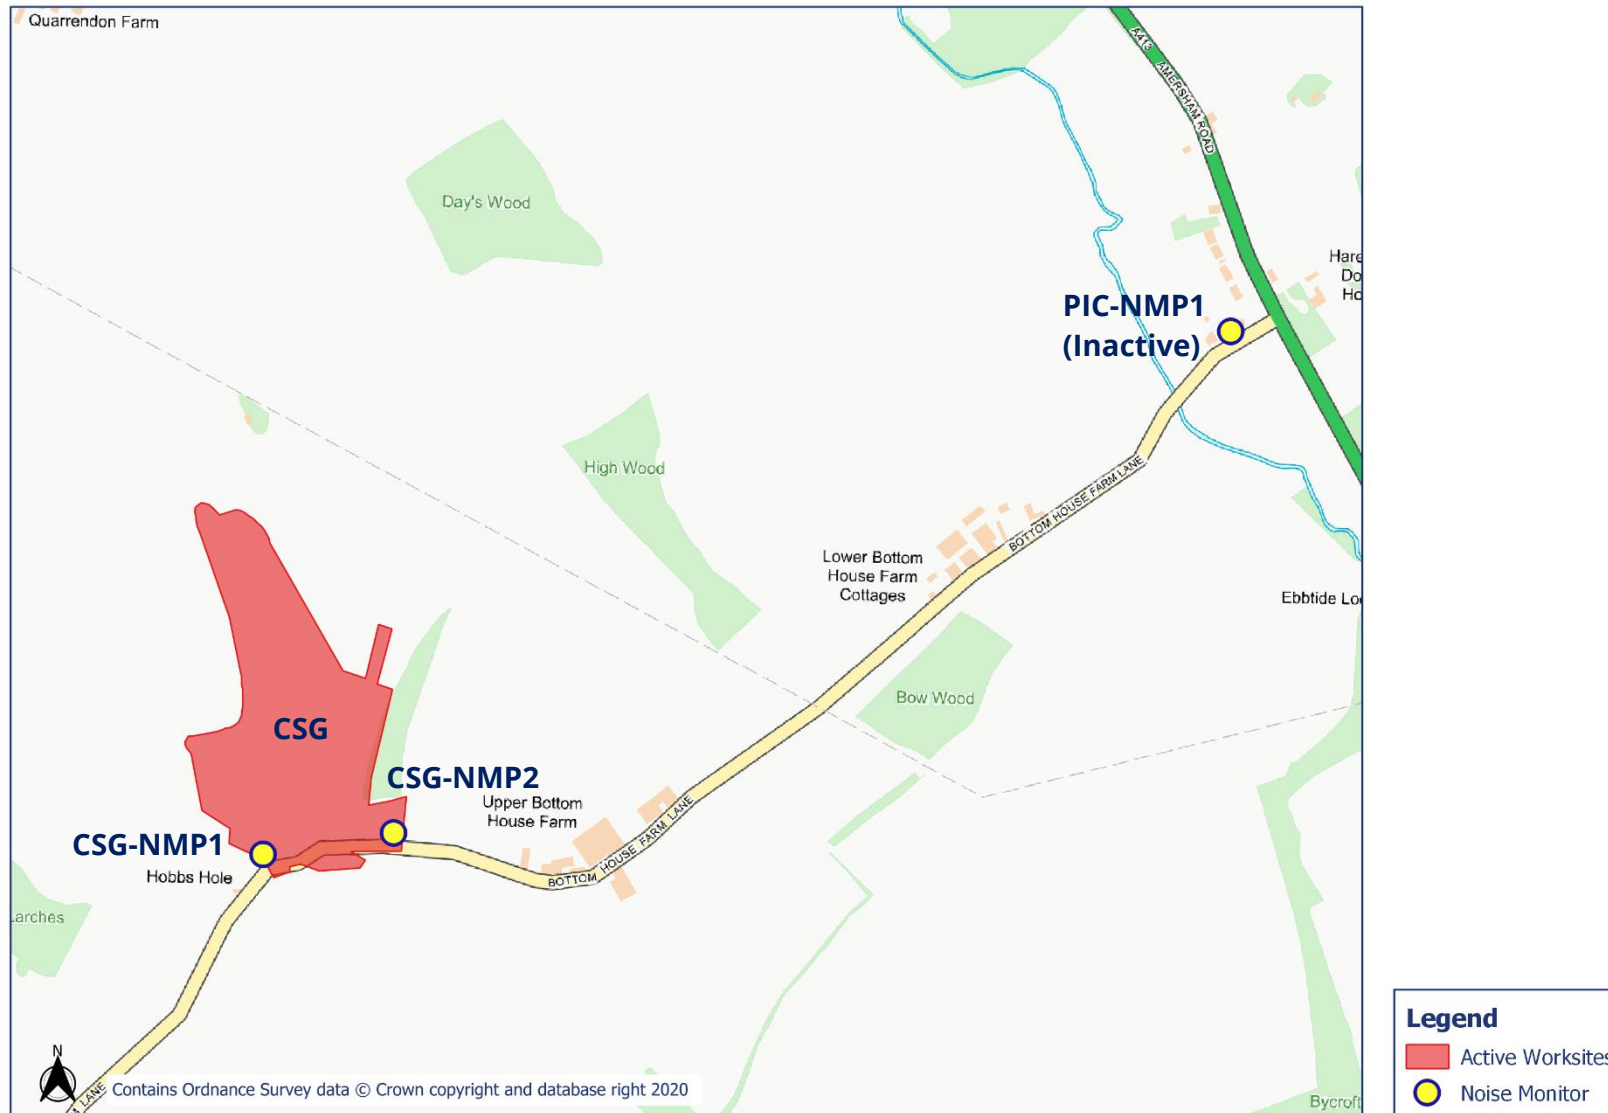 Quarrendon Farm
A413 AMERSHAM ROAD
Day's Wood
Hare
Do
Ho
PIC-NMP1
(Inactive)
High Wood
BOTTOM HOUSE FARM LANE
Lower Bottom
House Farm
Cottages
Ebbtide Lo
Bow Wood
CSG
CSG-NMP2
Upper Bottom
House Farm
BOTTOM HOUSE FARM LANE
CSG-NMP1
Hobbs Hole
arches
N
LANE
Contains Ordnance Survey data © Crown copyright and database right 2020
Bycroft
Legend
Active Worksites
Noise Monitor